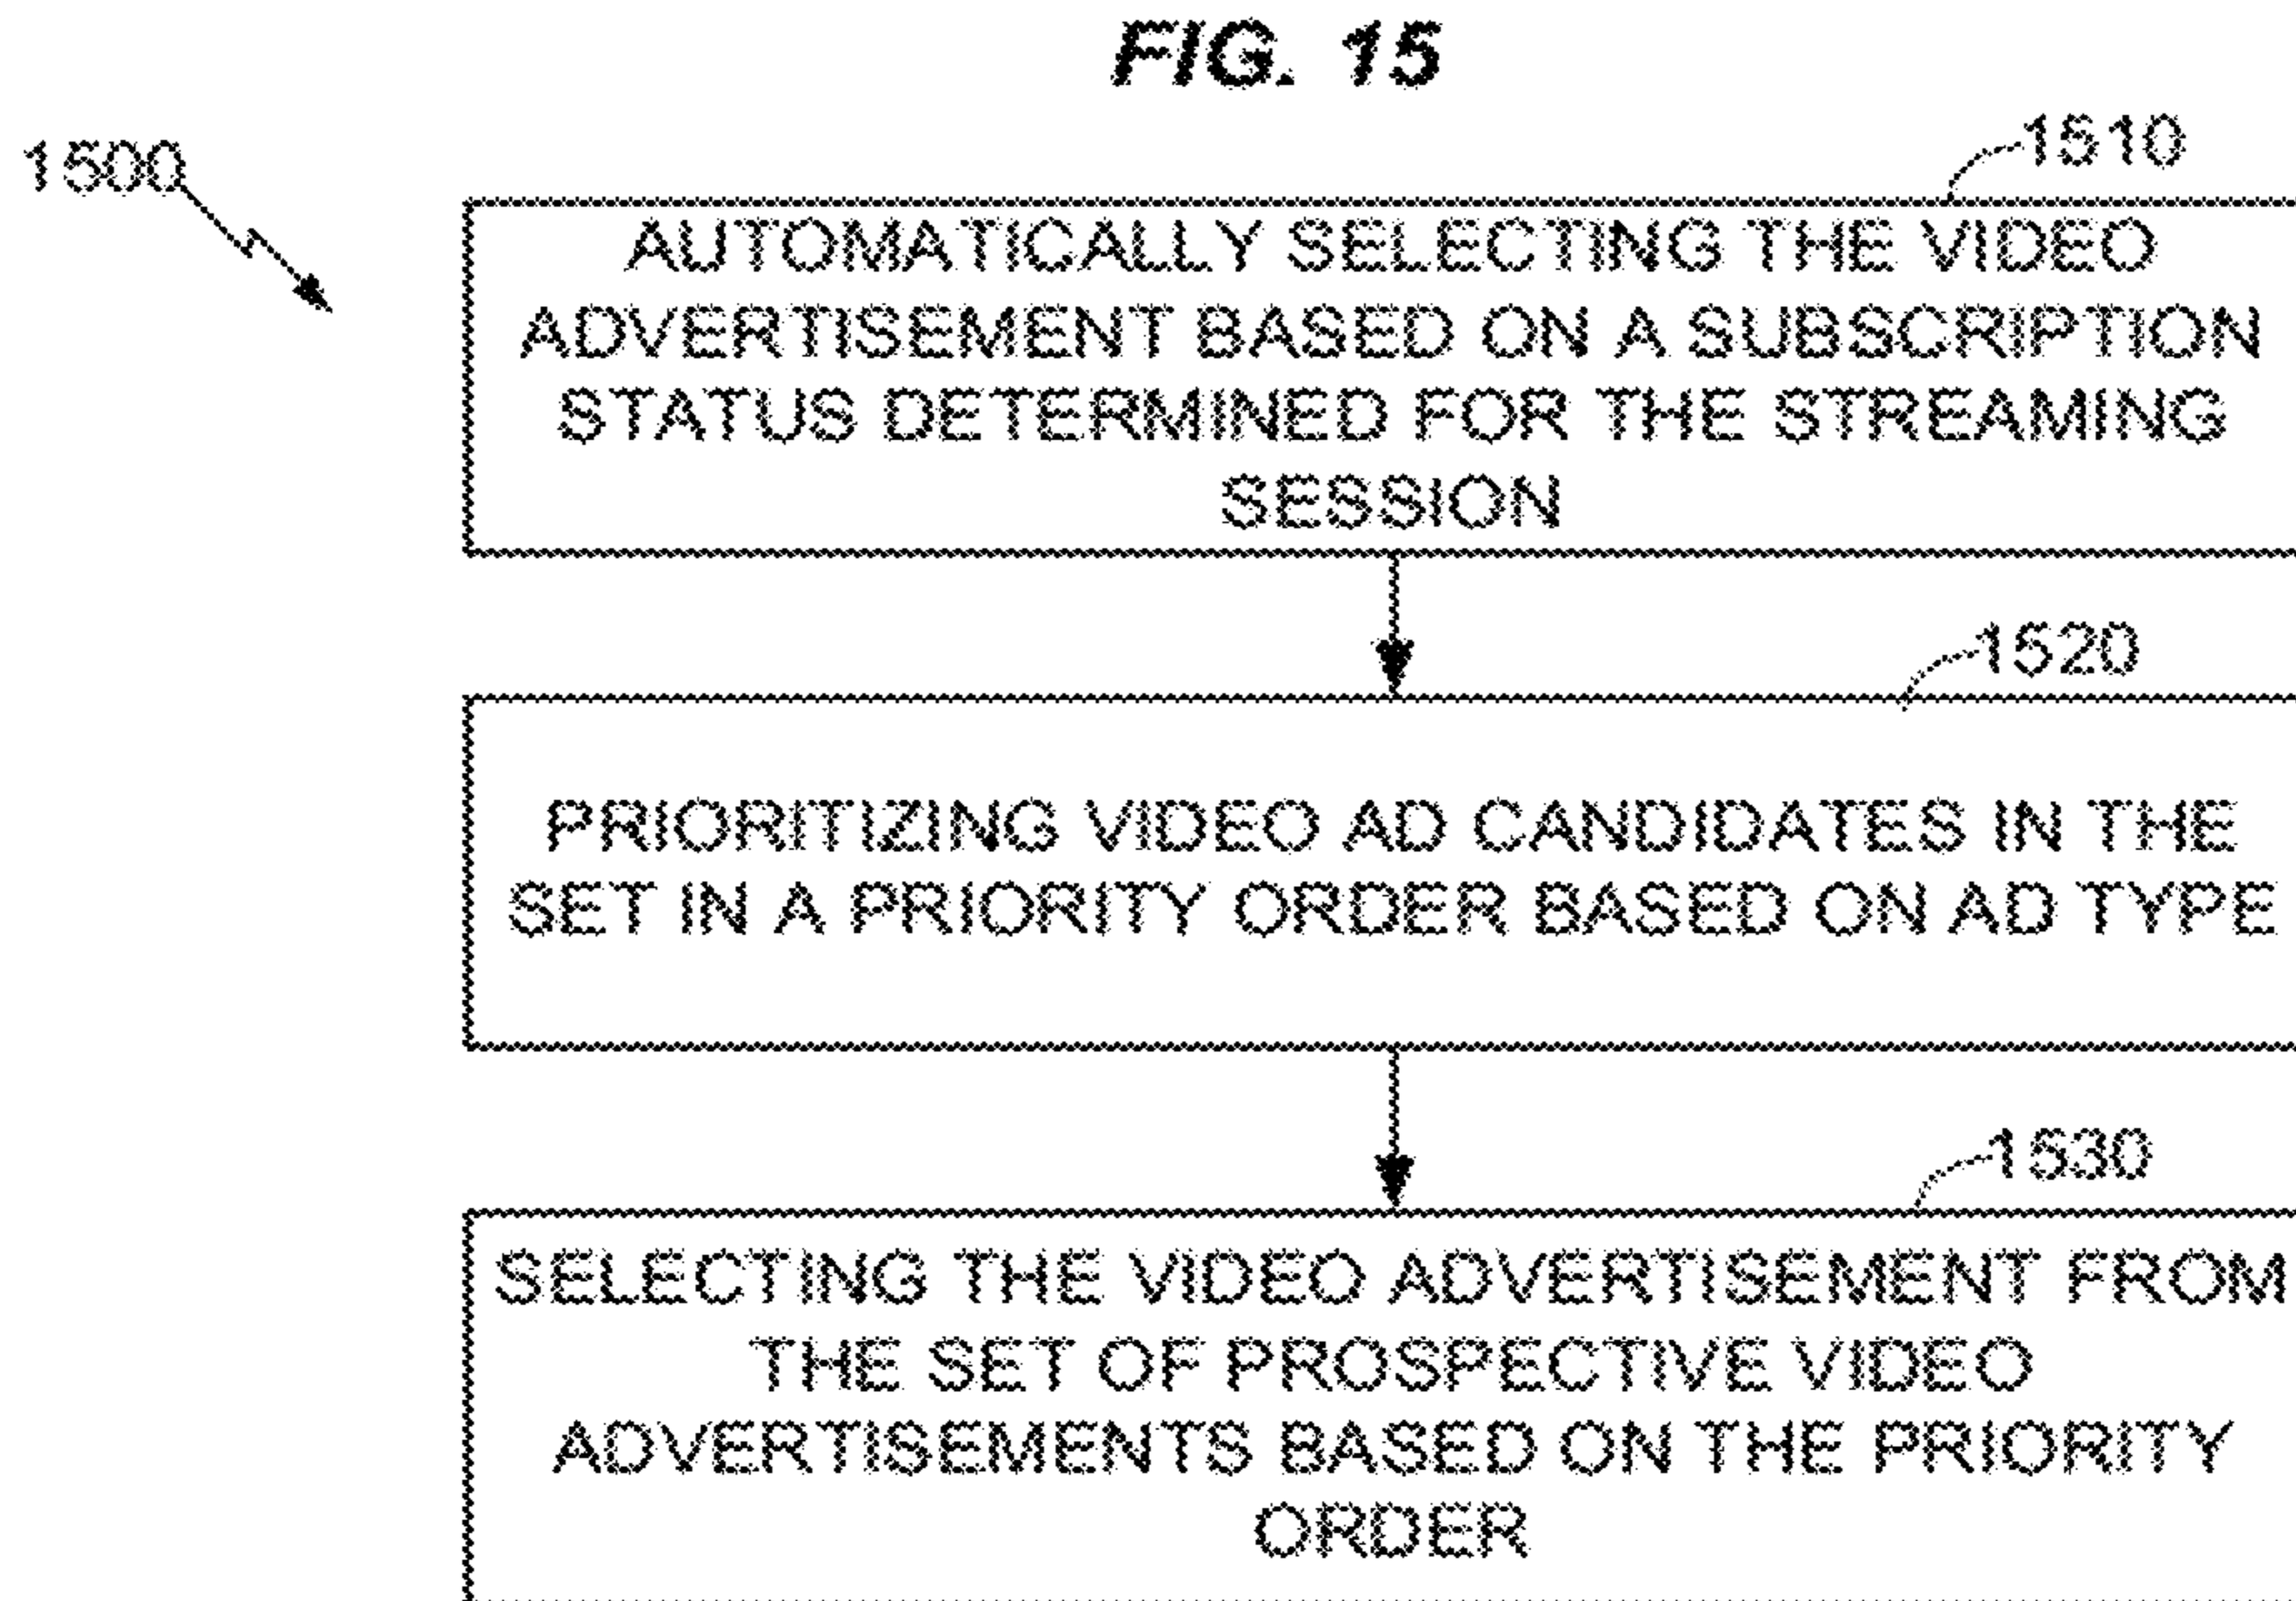 FIG. 15
1500
1510
AUTOMATICALLY SELECTING THE VIDEO
ADVERTISEMENT BASED ON A SUBSCRIPTION
STATUS DETERMINED FOR THE STREAMING
SESSION
1520
PRIORITIZING VIDEO AD CANDIDATES IN THE
SET IN A PRIORITY ORDER BASED ON AD TYPE
1530
SELECTING THE VIDEO ADVERTISEMENT FROM
THE SET OF PROSPECTIVE VIDEO
ADVERTISEMENTS BASED ON THE PRIORITY
ORDER